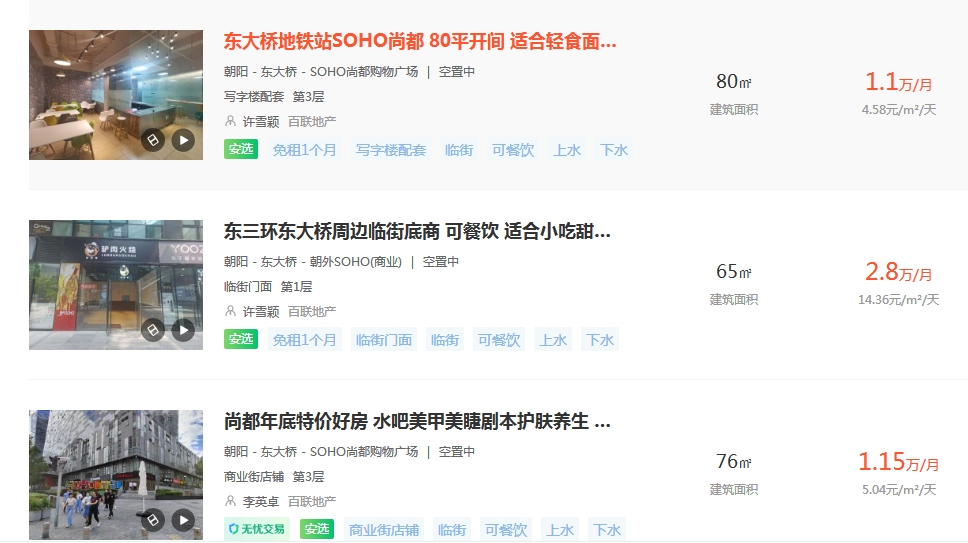 东大桥地铁站SOHO尚都 80平开间 适合轻食面...
朝阳 - 东大桥 - SOHO尚都购物广场 | 空置中
写字楼配套 第3层
许雪颖 百联地产
安选 免租1个月 写字楼配套 临街 可餐饮 上水 下水
80㎡
建筑面积
1.1万/月
4.58元/m²/天
驴肉火烧
东三环东大桥周边临街底商 可餐饮 适合小吃甜...
朝阳 - 东大桥 - 朝外SOHO(商业) | 空置中
临街门面 第1层
许雪颖 百联地产
安选 免租1个月 临街门面 临街 可餐饮 上水 下水
65㎡
建筑面积
2.8万/月
14.36元/m²/天
尚都年底特价好房 水吧美甲美睫剧本护肤养生 ...
朝阳 - 东大桥 - SOHO尚都购物广场 | 空置中
商业街店铺 第3层
李英卓 百联地产
无忧交易 安选 商业街店铺 临街 可餐饮 上水 下水
76㎡
建筑面积
1.15万/月
5.04元/m²/天